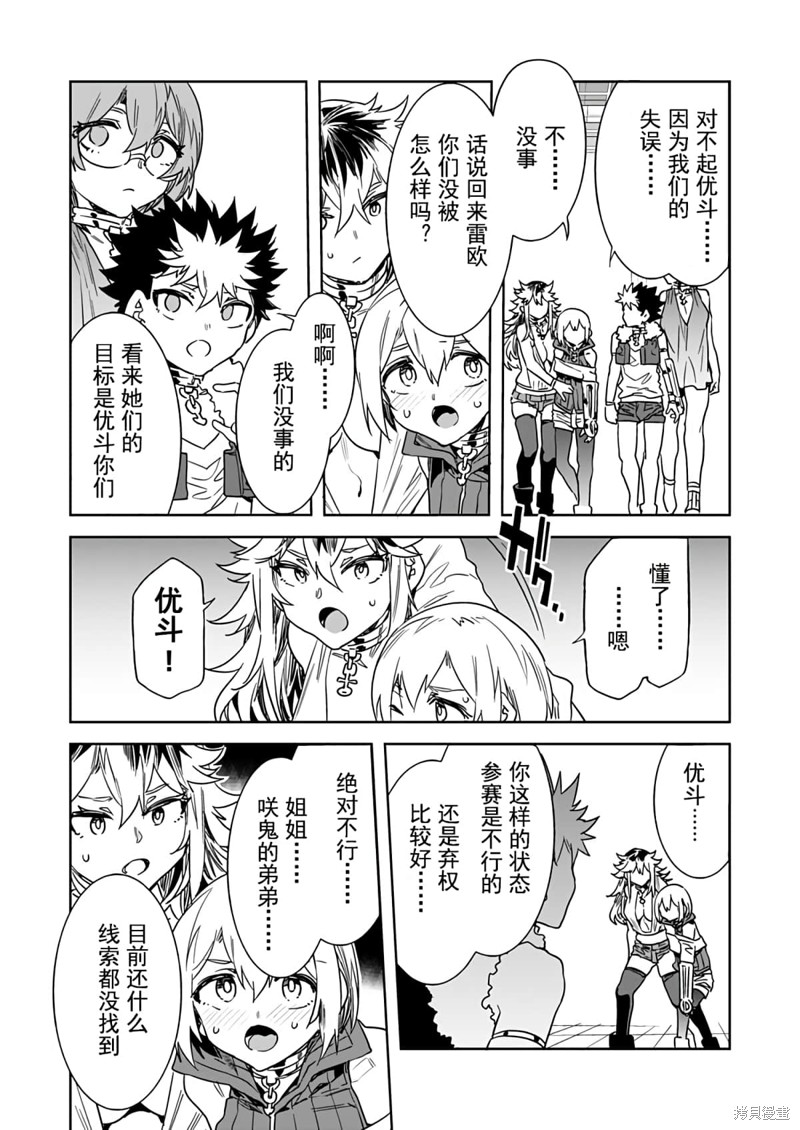 对不起优斗……
因为我们的
失误……
不……
没事
话说回来雷欧
你们没被
怎么样吗?
啊啊……
我们没事的
看来她们的
目标是优斗你们
懂了……
……嗯
ガク…
优斗!
优斗……
你这样的状态
参赛是不行的
还是弃权
比较好……
绝对不行……
姐姐……
咲鬼的弟弟……
目前还什么
线索都没找到
拷貝漫畫